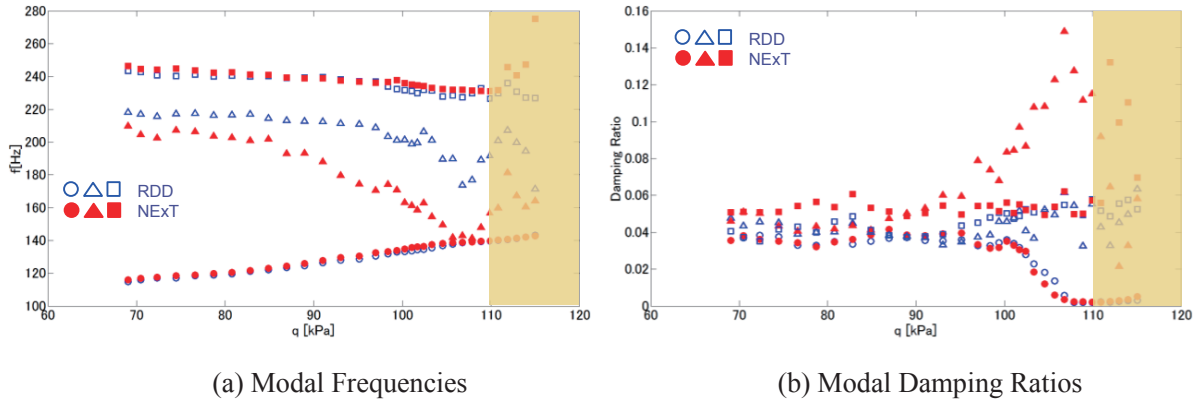 280
260
240
220
200
180
160
140
120
100
f[Hz]
RDD
NExT
60 70 80 90 100 110 120
q [kPa]
(a) Modal Frequencies
0.16
0.14
0.12
0.1
0.08
0.06
0.04
0.02
0
Damping Ratio
RDD
NExT
60 70 80 90 100 110 120
q [kPa]
(b) Modal Damping Ratios